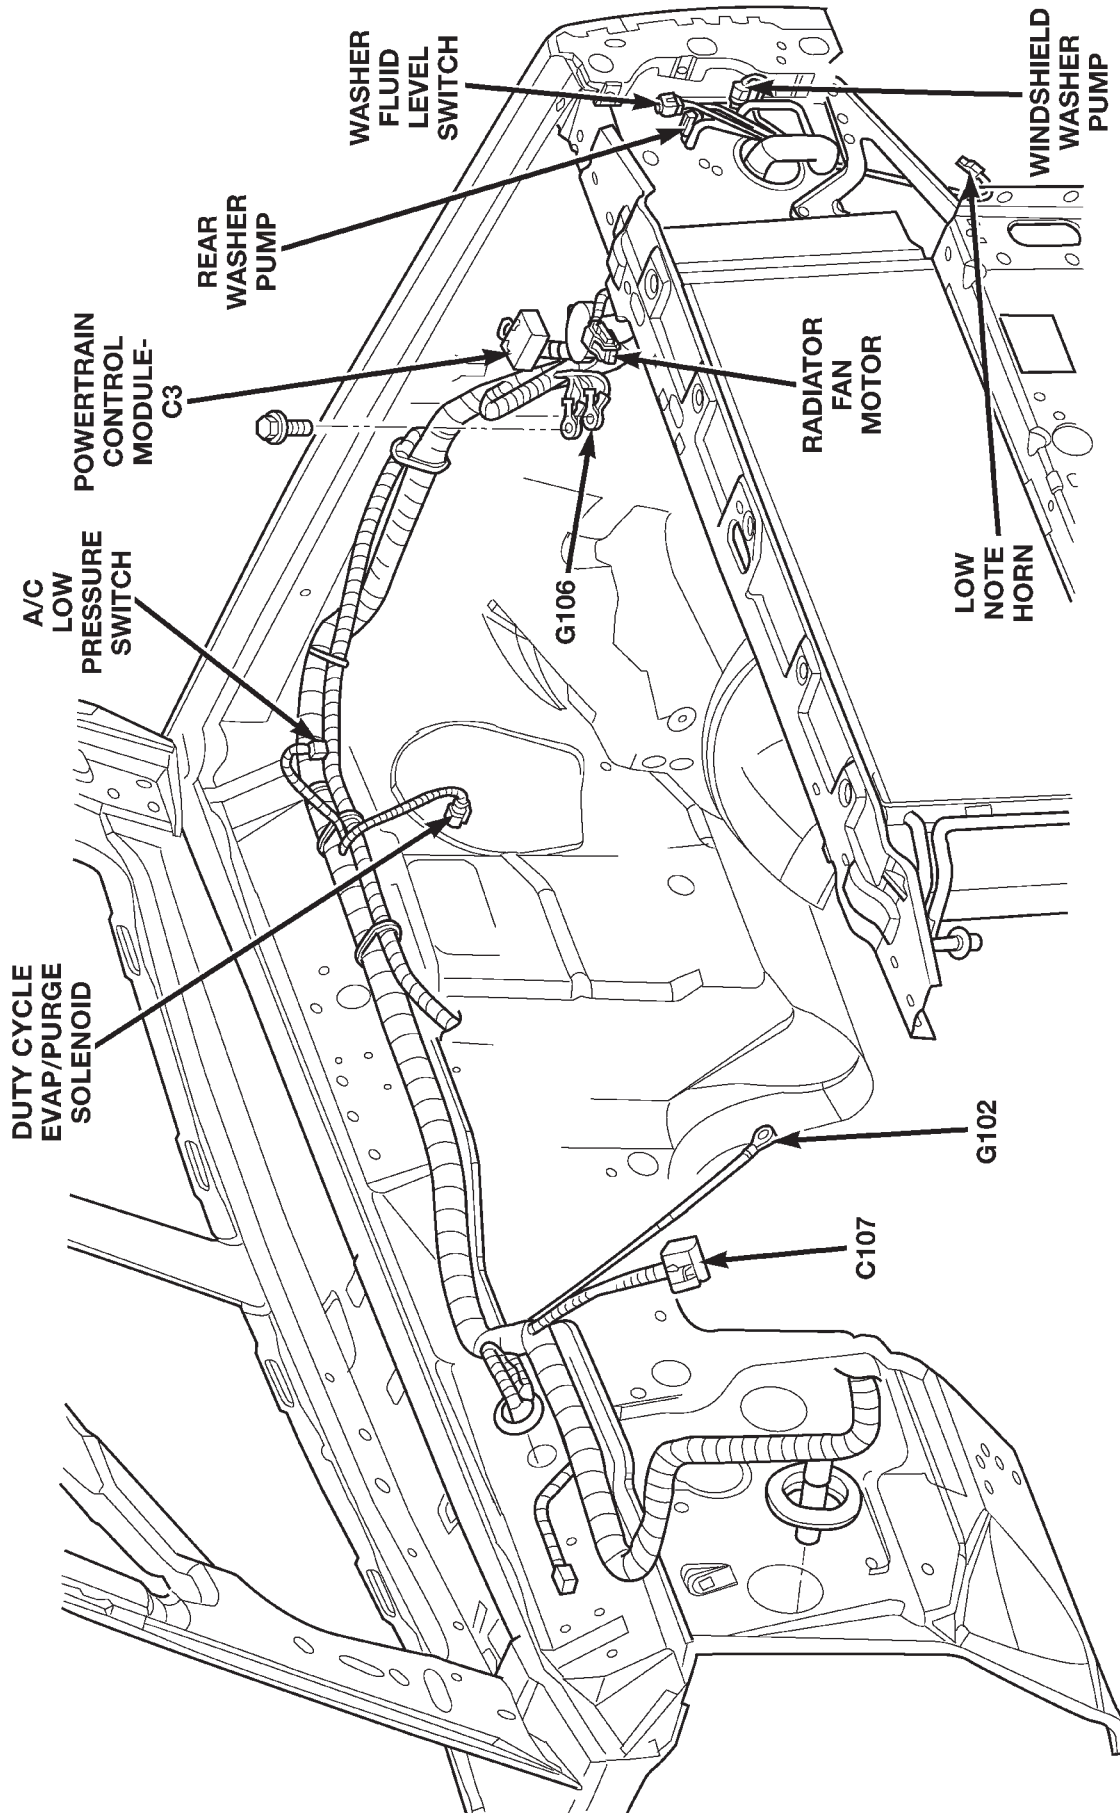 DUTY CYCLE
EVAP/PURGE
SOLENOID
A/C
LOW
PRESSURE
SWITCH
POWERTRAIN
CONTROL
MODULE-
C3
REAR
WASHER
PUMP
WASHER
FLUID
LEVEL
SWITCH
C107
G102
G106
RADIATOR
FAN
MOTOR
LOW
NOTE
HORN
WINDSHIELD
WASHER
PUMP